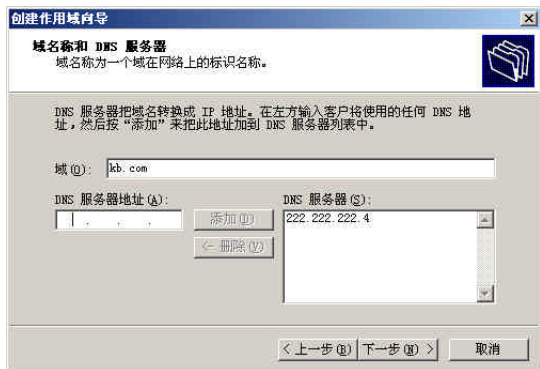 创建作用域向导
域名称和 DNS 服务器
域名称为一个域在网络上的标识名称。
DNS 服务器把域名转换成 IP 地址。在左方输入客户将使用的任何 DNS 地
址，然后按“添加”来把此地址加到 DNS 服务器列表中。
域(O): kb.com
DNS 服务器地址(A): DNS 服务器(S):
. . . 添加(D) 222.222.222.4
<- 删除(V)
< 上一步(B) 下一步(N) > 取消